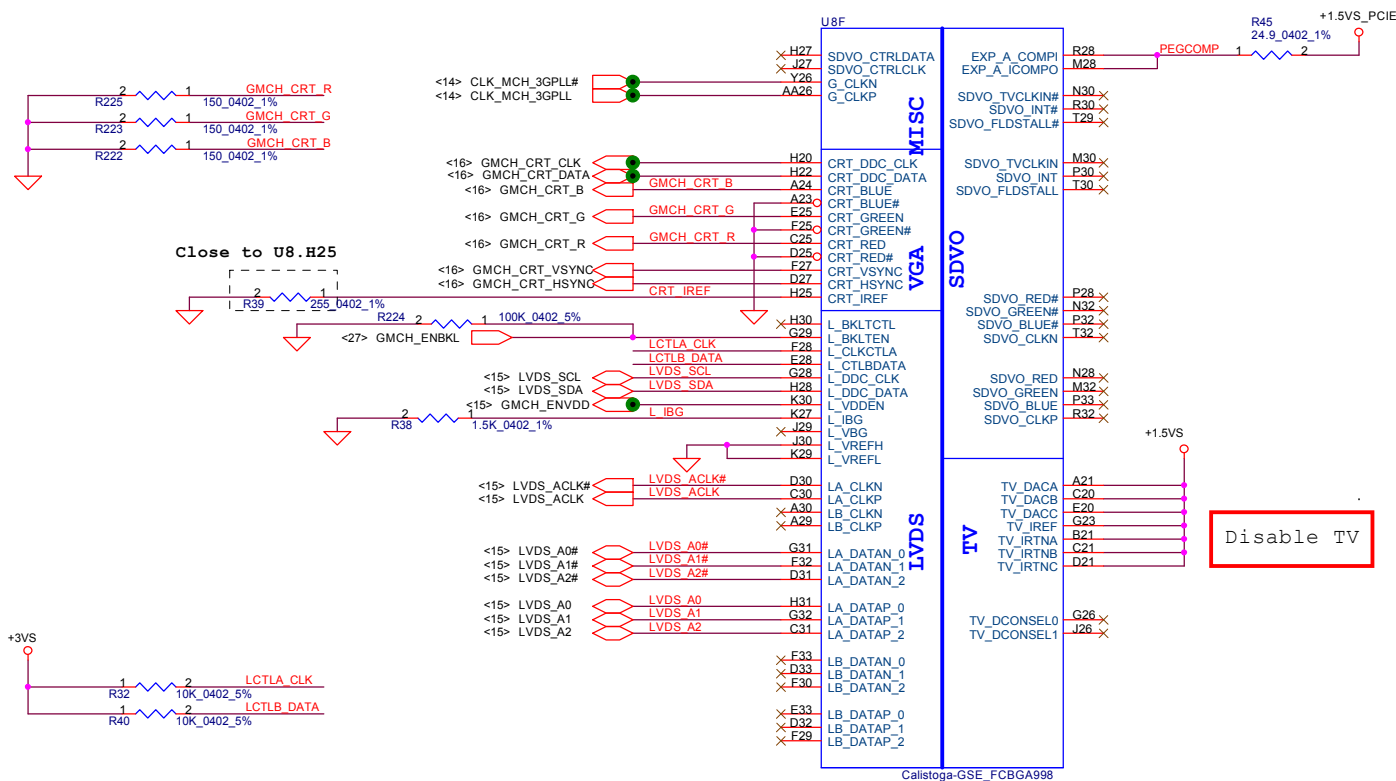 U8F
R45
+1.5VS_PCIE
24.9_0402_1%
PEGCOMP
1
2
H27
SDVO_CTRLDATA
EXP_A_COMPI
R28
J27
SDVO_CTRLCLK
EXP_A_ICOMPO
M28
<14> CLK_MCH_3GPLL#
Y26
G_CLKN
<14> CLK_MCH_3GPLL
AA26
G_CLKP
SDVO_TVCLKIN#
N30
SDVO_INT#
R30
SDVO_FLDSTALL#
T29
MISC
2
1
GMCH_CRT_R
R225
150_0402_1%
2
1
GMCH_CRT_G
R223
150_0402_1%
2
1
GMCH_CRT_B
R222
150_0402_1%
<16> GMCH_CRT_CLK
H20
CRT_DDC_CLK
SDVO_TVCLKIN
M30
<16> GMCH_CRT_DATA
H22
CRT_DDC_DATA
SDVO_INT
P30
<16> GMCH_CRT_B
GMCH_CRT_B
A24
CRT_BLUE
SDVO_FLDSTALL
T30
A23
CRT_BLUE#
<16> GMCH_CRT_G
GMCH_CRT_G
E25
CRT_GREEN
F25
CRT_GREEN#
<16> GMCH_CRT_R
GMCH_CRT_R
C25
CRT_RED
D25
CRT_RED#
<16> GMCH_CRT_VSYNC
F27
CRT_VSYNC
<16> GMCH_CRT_HSYNC
D27
CRT_HSYNC
CRT_IREF
H25
CRT_IREF
VGA
SDVO
Close to U8.H25
2
1
R39
255_0402_1%
SDVO_RED#
P28
SDVO_GREEN#
N32
SDVO_BLUE#
P32
SDVO_CLKN
T32
R224
2
1
100K_0402_5%
<27> GMCH_ENBKL
H30
L_BKLTCTL
G29
L_BKLTEN
LCTLA_CLK
F28
L_CLKCTLA
LCTLB_DATA
E28
L_CTLBDATA
<15> LVDS_SCL
LVDS_SCL
G28
L_DDC_CLK
SDVO_RED
N28
<15> LVDS_SDA
LVDS_SDA
H28
L_DDC_DATA
SDVO_GREEN
M32
<15> GMCH_ENVDD
K30
L_VDDEN
SDVO_BLUE
P33
2
1
R38
1.5K_0402_1%
L_IBG
K27
L_IBG
SDVO_CLKP
R32
J29
L_VBG
J30
L_VREFH
K29
L_VREFL
+1.5VS
<15> LVDS_ACLK#
LVDS_ACLK#
D30
LA_CLKN
TV_DACA
A21
<15> LVDS_ACLK
LVDS_ACLK
C30
LA_CLKP
TV_DACB
C20
A30
LB_CLKN
TV_DACC
E20
A29
LB_CLKP
TV_IREF
G23
TV_IRTNA
B21
TV_IRTNB
C21
TV_IRTNC
D21
LVDS
TV
Disable TV
<15> LVDS_A0#
LVDS_A0#
G31
LA_DATAN_0
<15> LVDS_A1#
LVDS_A1#
F32
LA_DATAN_1
<15> LVDS_A2#
LVDS_A2#
D31
LA_DATAN_2
<15> LVDS_A0
LVDS_A0
H31
LA_DATAP_0
<15> LVDS_A1
LVDS_A1
G32
LA_DATAP_1
<15> LVDS_A2
LVDS_A2
C31
LA_DATAP_2
TV_DCONSEL0
G26
TV_DCONSEL1
J26
F33
LB_DATAN_0
D33
LB_DATAN_1
F30
LB_DATAN_2
E33
LB_DATAP_0
D32
LB_DATAP_1
F29
LB_DATAP_2
+3VS
1
2
LCTLA_CLK
R32
10K_0402_5%
1
2
LCTLB_DATA
R40
10K_0402_5%
Calistoga-GSE_FCBGA998